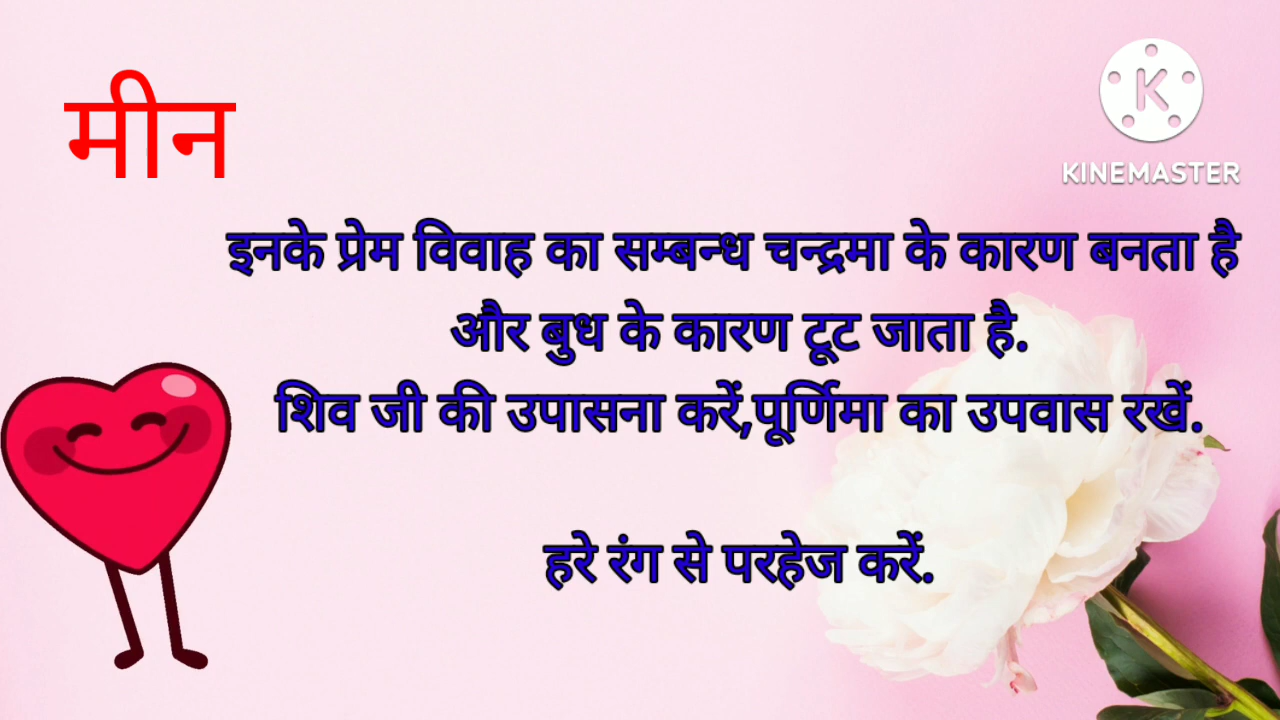 मीन
KINEMASTER
इनके प्रेम विवाह का सम्बन्ध चन्द्रमा के कारण बनता है
और बुध के कारण टूट जाता है.
शिव जी की उपासना करें,पूर्णिमा का उपवास रखें.
हरे रंग से परहेज करें.